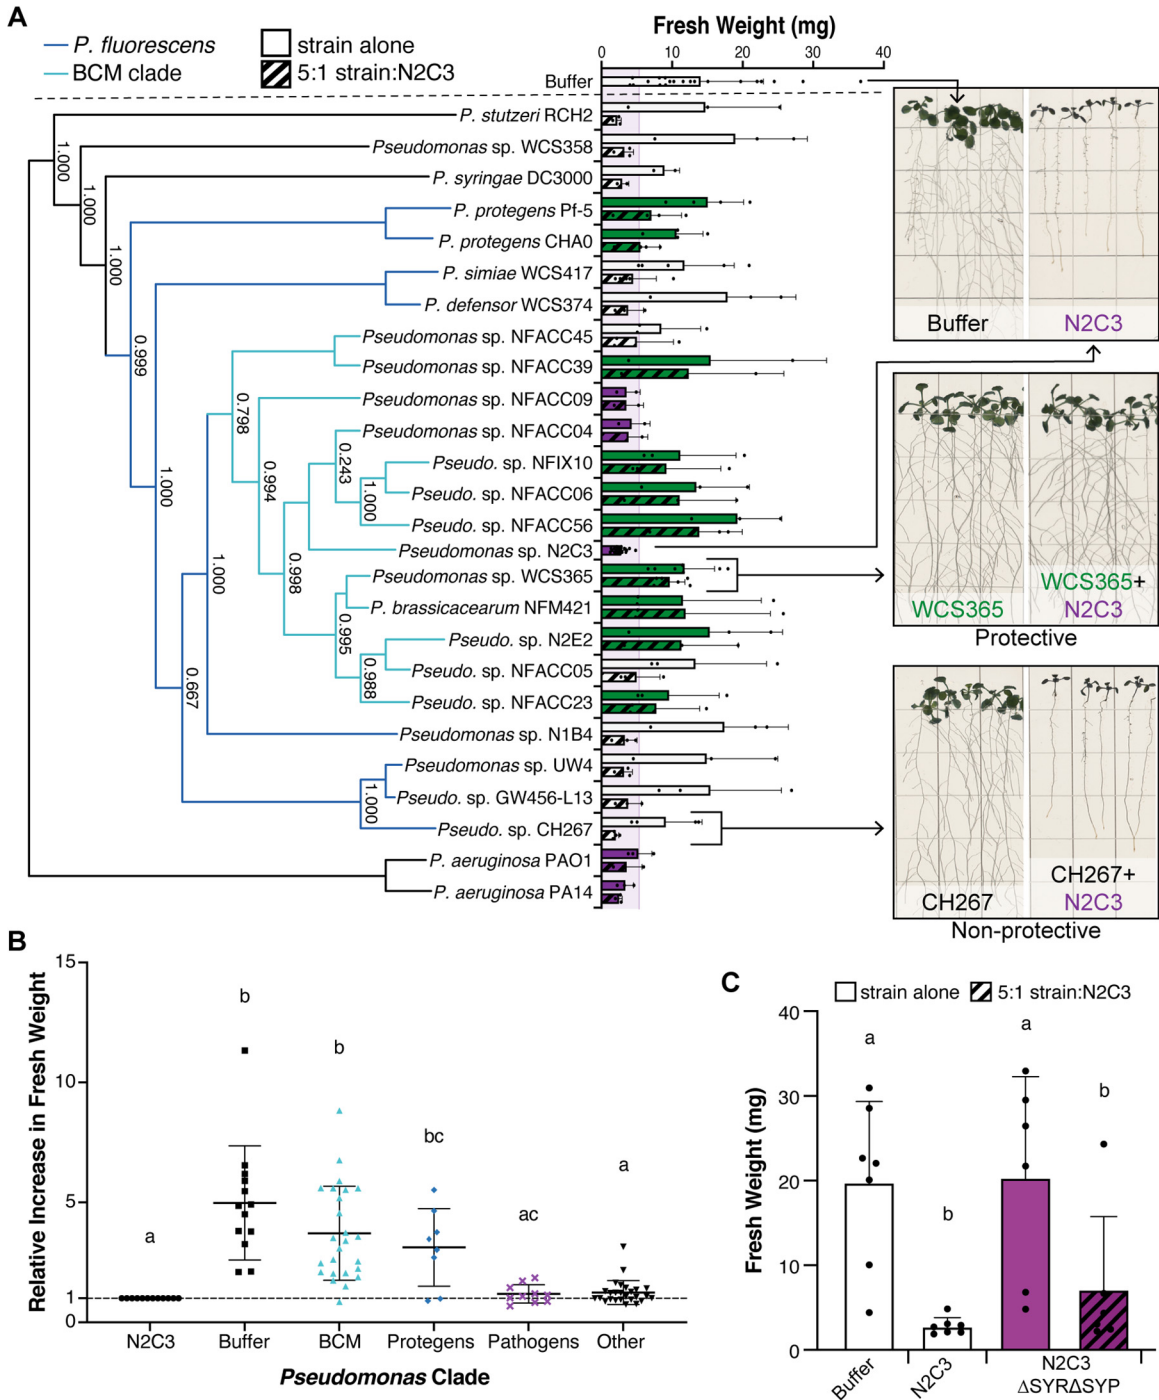 A
P. fluorescens
BCM clade
strain alone
5:1 strain:N2C3
Fresh Weight (mg)
0 10 20 30 40
Buffer
P. stutzeri RCH2
Pseudomonas sp. WCS358
P. syringae DC3000
P. protegens Pf-5
P. protegens CHA0
P. simiae WCS417
P. defensor WCS374
Pseudomonas sp. NFACC45
Pseudomonas sp. NFACC39
Pseudomonas sp. NFACC09
Pseudomonas sp. NFACC04
Pseudo. sp. NFIX10
Pseudo. sp. NFACC06
Pseudo. sp. NFACC56
Pseudomonas sp. N2C3
Pseudomonas sp. WCS365
P. brassicacearum NFM421
Pseudo. sp. N2E2
Pseudo. sp. NFACC05
Pseudo. sp. NFACC23
Pseudomonas sp. N1B4
Pseudomonas sp. UW4
Pseudo. sp. GW456-L13
Pseudo. sp. CH267
P. aeruginosa PAO1
P. aeruginosa PA14
1.000
1.000
1.000
0.999
1.000
0.667
1.000
0.798
0.994
0.998
0.243
1.000
0.995
0.988
1.000
Buffer
N2C3
WCS365
WCS365+
N2C3
Protective
CH267
CH267+
N2C3
Non-protective
B
Relative Increase in Fresh Weight
15
10
5
1
0
a
b
b
bc
ac
a
N2C3 Buffer BCM Protegens Pathogens Other
Pseudomonas Clade
C
strain alone
5:1 strain:N2C3
Fresh Weight (mg)
40
30
20
10
0
a
b
a
b
Buffer
N2C3
N2C3
ΔSYRΔSYP